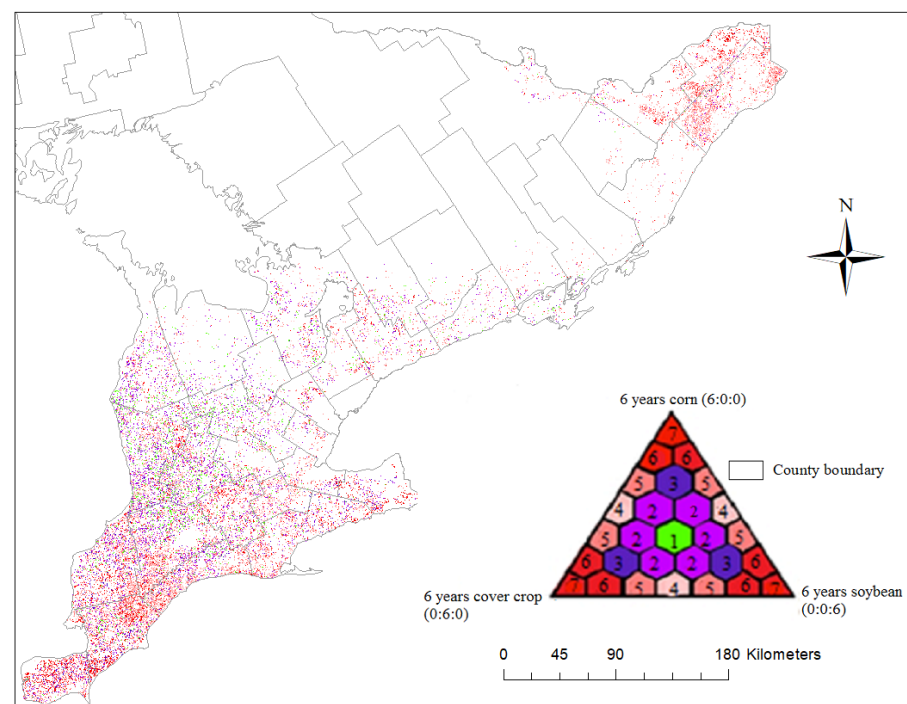 N
6 years corn (6:0:0)
County boundary
7
6 6
5 3 5
4 2 2 4
5 2 1 2 5
6 3 2 2 3 6
7 6 5 4 5 6 7
6 years cover crop
(0:6:0)
6 years soybean
(0:0:6)
0 45 90 180 Kilometers